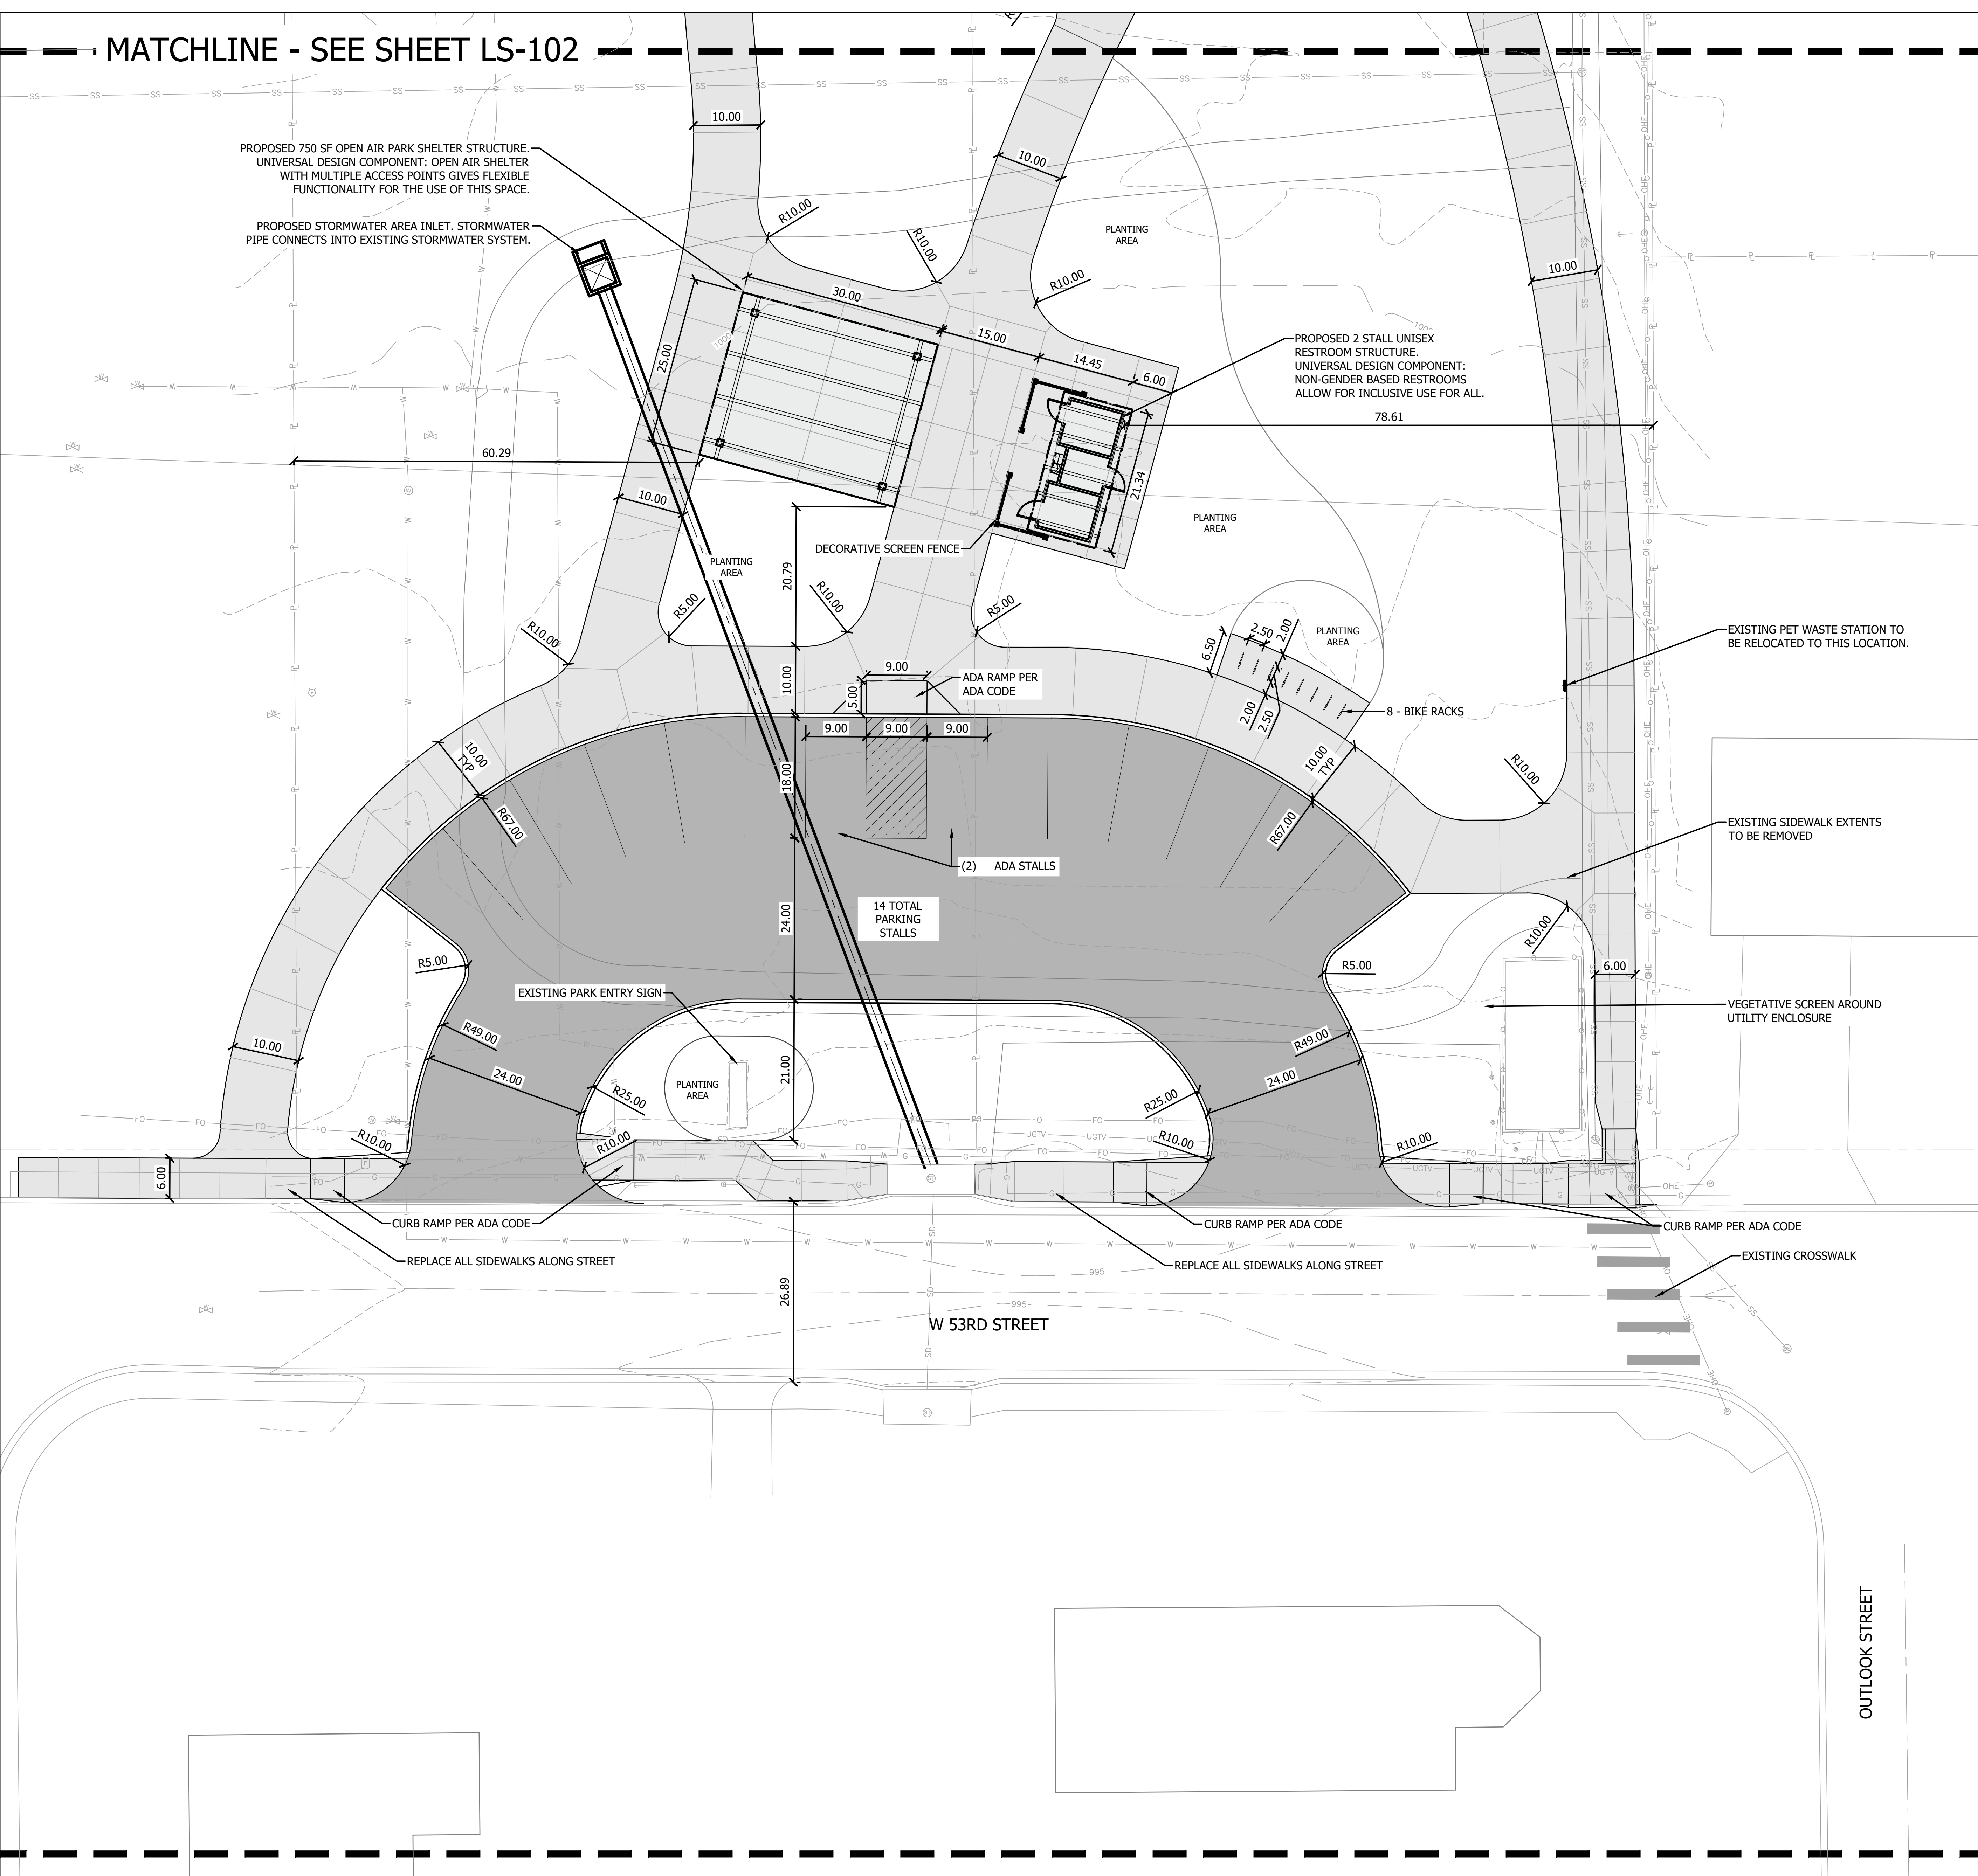 MATCHLINE - SEE SHEET LS-102
10.00
PROPOSED 750 SF OPEN AIR PARK SHELTER STRUCTURE.
UNIVERSAL DESIGN COMPONENT: OPEN AIR SHELTER
WITH MULTIPLE ACCESS POINTS GIVES FLEXIBLE
FUNCTIONALITY FOR THE USE OF THIS SPACE.
10.00
R10.00
PROPOSED STORMWATER AREA INLET. STORMWATER
PIPE CONNECTS INTO EXISTING STORMWATER SYSTEM.
R10.00
PLANTING
AREA
R10.00
10.00
30.00
15.00
14.45
6.00
25.00
1000
1000
PROPOSED 2 STALL UNISEX
RESTROOM STRUCTURE.
UNIVERSAL DESIGN COMPONENT:
NON-GENDER BASED RESTROOMS
ALLOW FOR INCLUSIVE USE FOR ALL.
78.61
60.29
21.34
10.00
PLANTING
AREA
DECORATIVE SCREEN FENCE
PLANTING
AREA
20.79
R5.00
R10.00
R5.00
R10.00
6.50
2.50
2.00
PLANTING
AREA
EXISTING PET WASTE STATION TO
BE RELOCATED TO THIS LOCATION.
9.00
10.00
5.00
ADA RAMP PER
ADA CODE
2.00
2.50
8 - BIKE RACKS
9.00
9.00
9.00
10.00
TYP
10.00
TYP
18.00
R10.00
R67.00
R67.00
EXISTING SIDEWALK EXTENTS
TO BE REMOVED
(2) ADA STALLS
14 TOTAL
PARKING
STALLS
24.00
R10.00
R5.00
R5.00
6.00
EXISTING PARK ENTRY SIGN
VEGETATIVE SCREEN AROUND
UTILITY ENCLOSURE
R49.00
R49.00
10.00
24.00
21.00
24.00
PLANTING
AREA
R25.00
R25.00
R10.00
R10.00
R10.00
R10.00
6.00
CURB RAMP PER ADA CODE
CURB RAMP PER ADA CODE
CURB RAMP PER ADA CODE
REPLACE ALL SIDEWALKS ALONG STREET
REPLACE ALL SIDEWALKS ALONG STREET
EXISTING CROSSWALK
995
26.89
995
W 53RD STREET
OUTLOOK STREET